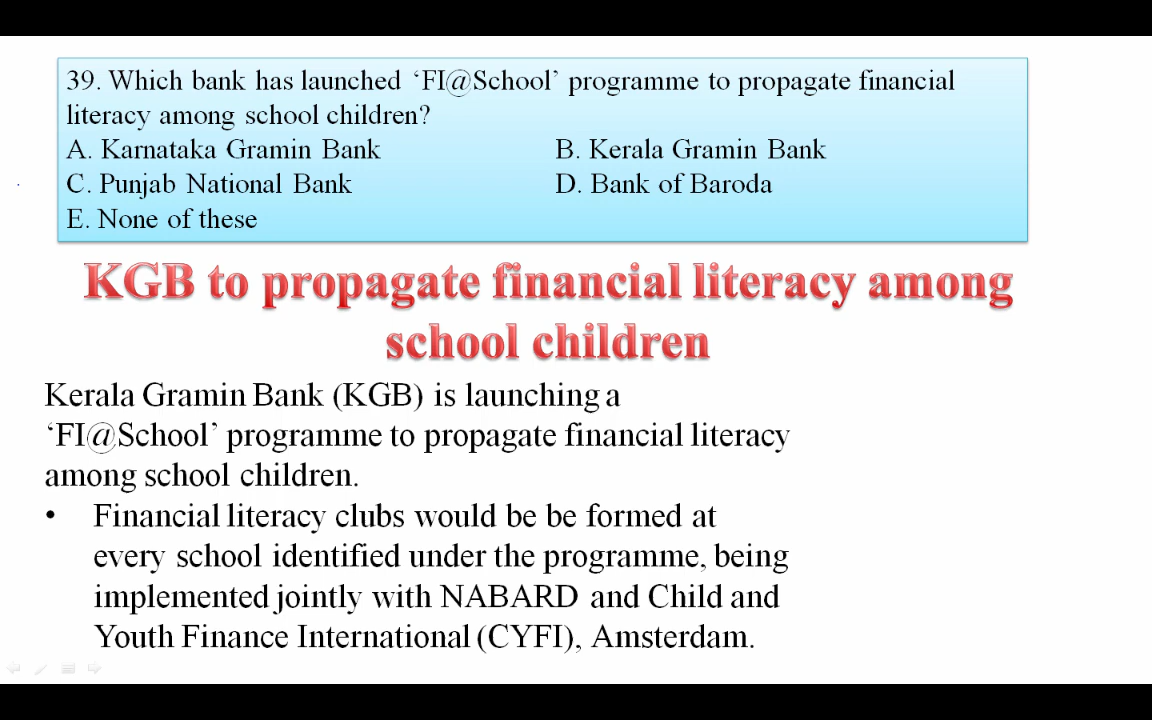 39. Which bank has launched ‘FI@School’ programme to propagate financial
literacy among school children?
A. Karnataka Gramin Bank B. Kerala Gramin Bank
C. Punjab National Bank D. Bank of Baroda
E. None of these
KGB to propagate financial literacy among
school children
Kerala Gramin Bank (KGB) is launching a
‘FI@School’ programme to propagate financial literacy
among school children.
• Financial literacy clubs would be be formed at
every school identified under the programme, being
implemented jointly with NABARD and Child and
Youth Finance International (CYFI), Amsterdam.